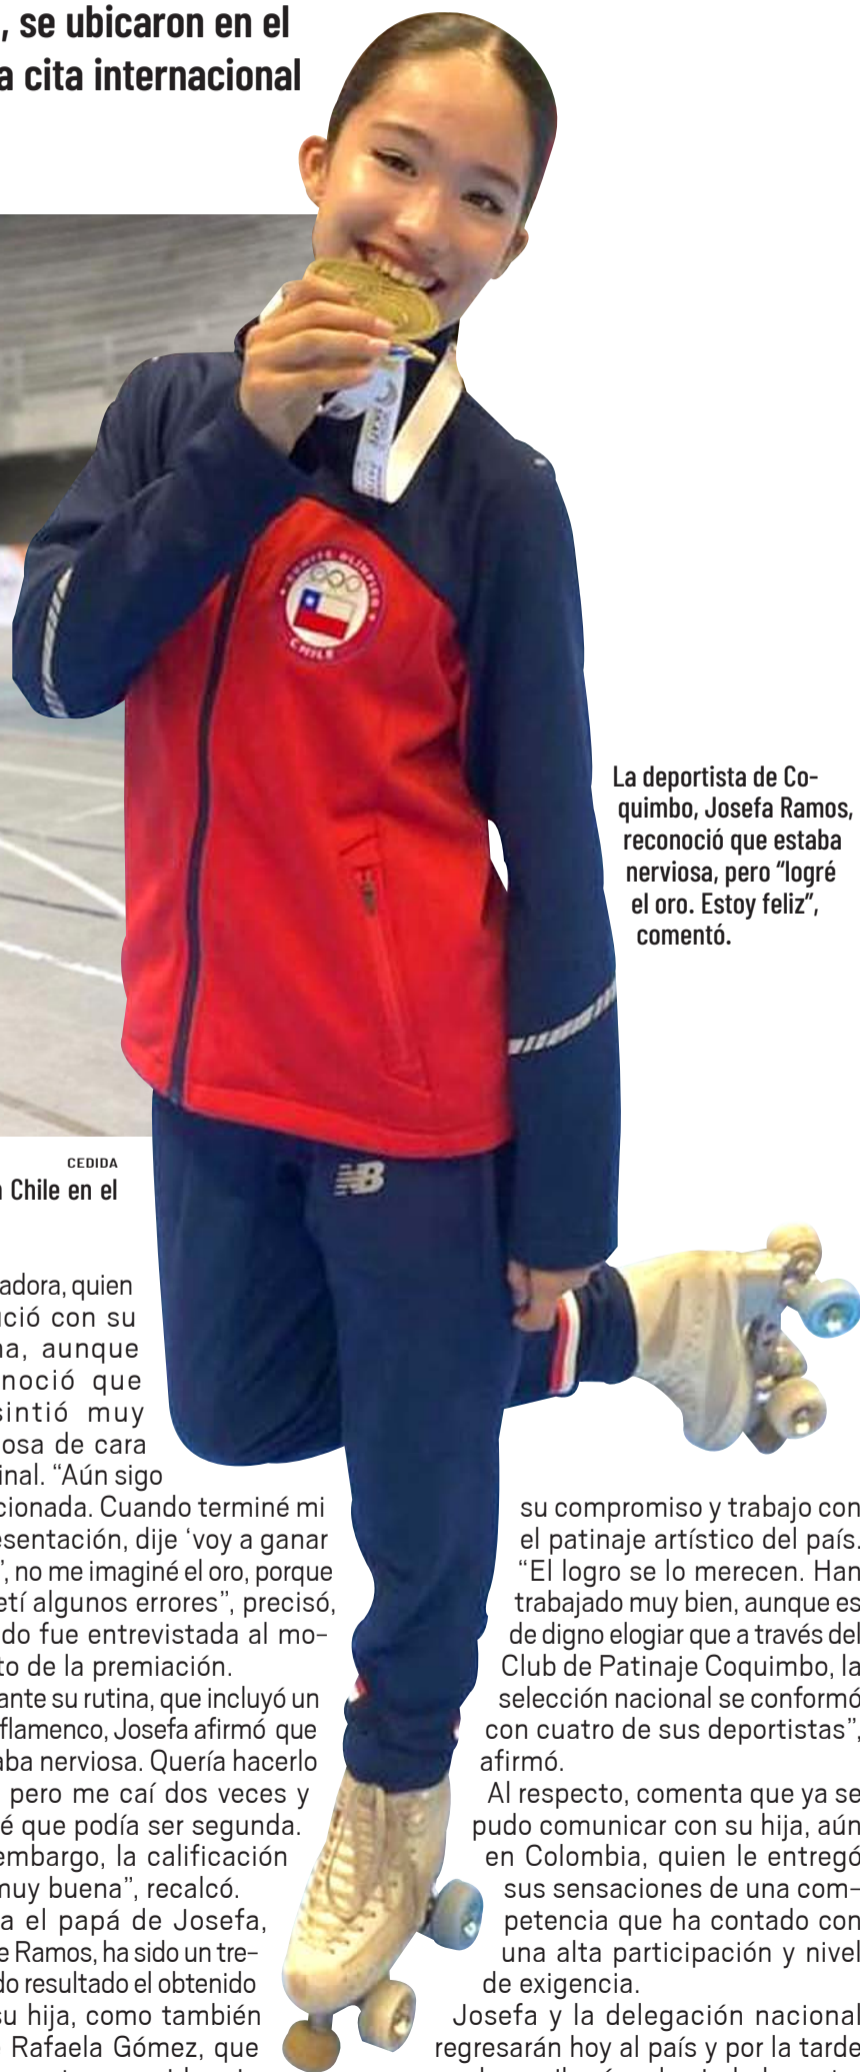 , se ubicaron en el
a cita internacional
COMITÉ OLÍMPICO
CHILE
NB
La deportista de Co-
quimbo, Josefa Ramos,
reconoció que estaba
nerviosa, pero “logré
el oro. Estoy feliz”,
comentó.
CEDIDA
Chile en el
adora, quien
ució con su
na, aunque
noció que
sintió muy
osa de cara
inal. “Aún sigo
cionada. Cuando terminé mi
esentación, dije ‘voy a ganar
’, no me imaginé el oro, porque
etí algunos errores”, precisó,
do fue entrevistada al mo-
to de la premiación.
ante su rutina, que incluyó un
flamenco, Josefa afirmó que
aba nerviosa. Quería hacerlo
pero me caí dos veces y
é que podía ser segunda.
embargo, la calificación
muy buena”, recalcó.
a el papá de Josefa,
e Ramos, ha sido un tre-
do resultado el obtenido
su hija, como también
Rafaela Gómez, que
su compromiso y trabajo con
el patinaje artístico del país.
“El logro se lo merecen. Han
trabajado muy bien, aunque es
de digno elogiar que a través del
Club de Patinaje Coquimbo, la
selección nacional se conformó
con cuatro de sus deportistas”,
afirmó.
Al respecto, comenta que ya se
pudo comunicar con su hija, aún
en Colombia, quien le entregó
sus sensaciones de una com-
petencia que ha contado con
una alta participación y nivel
de exigencia.
Josefa y la delegación nacional
regresarán hoy al país y por la tarde